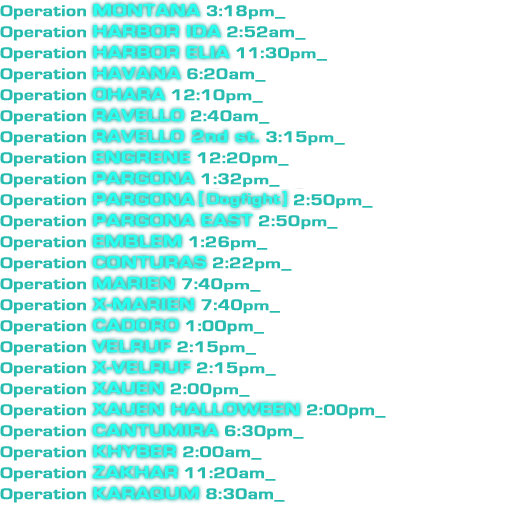 Operation MONTANA 3:18pm_
Operation HARBOR IDA 2:52am_
Operation HARBOR ELIA 11:30pm_
Operation HAVANA 6:20am_
Operation OHARA 12:10pm_
Operation RAVELLO 2:40am_
Operation RAVELLO 2nd st. 3:15pm_
Operation ENGRENE 12:20pm_
Operation PARGONA 1:32pm_
Operation PARGONA [Dogfight] 2:50pm_
Operation PARGONA EAST 2:50pm_
Operation EMBLEM 1:26pm_
Operation CONTURAS 2:22pm_
Operation MARIEN 7:40pm_
Operation X-MARIEN 7:40pm_
Operation CADORO 1:00pm_
Operation VELRUF 2:15pm_
Operation X-VELRUF 2:15pm_
Operation XAUEN 2:00pm_
Operation XAUEN HALLOWEEN 2:00pm_
Operation CANTUMIRA 6:30pm_
Operation KHYBER 2:00am_
Operation ZAKHAR 11:20am_
Operation KARAQUM 8:30am_